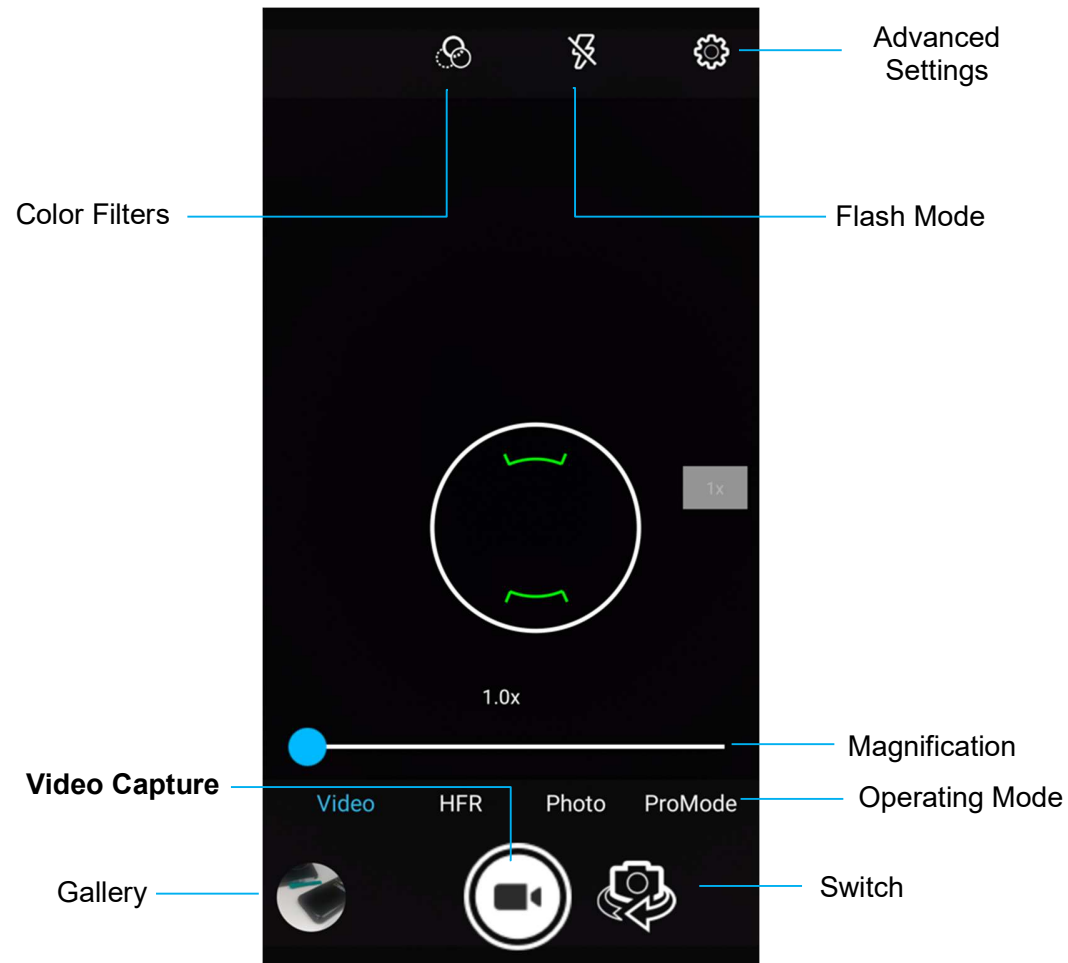 Advanced
Settings
Color Filters
Flash Mode
1x
1.0x
Magnification
Video Capture
Video HFR Photo ProMode
Operating Mode
Gallery
Switch